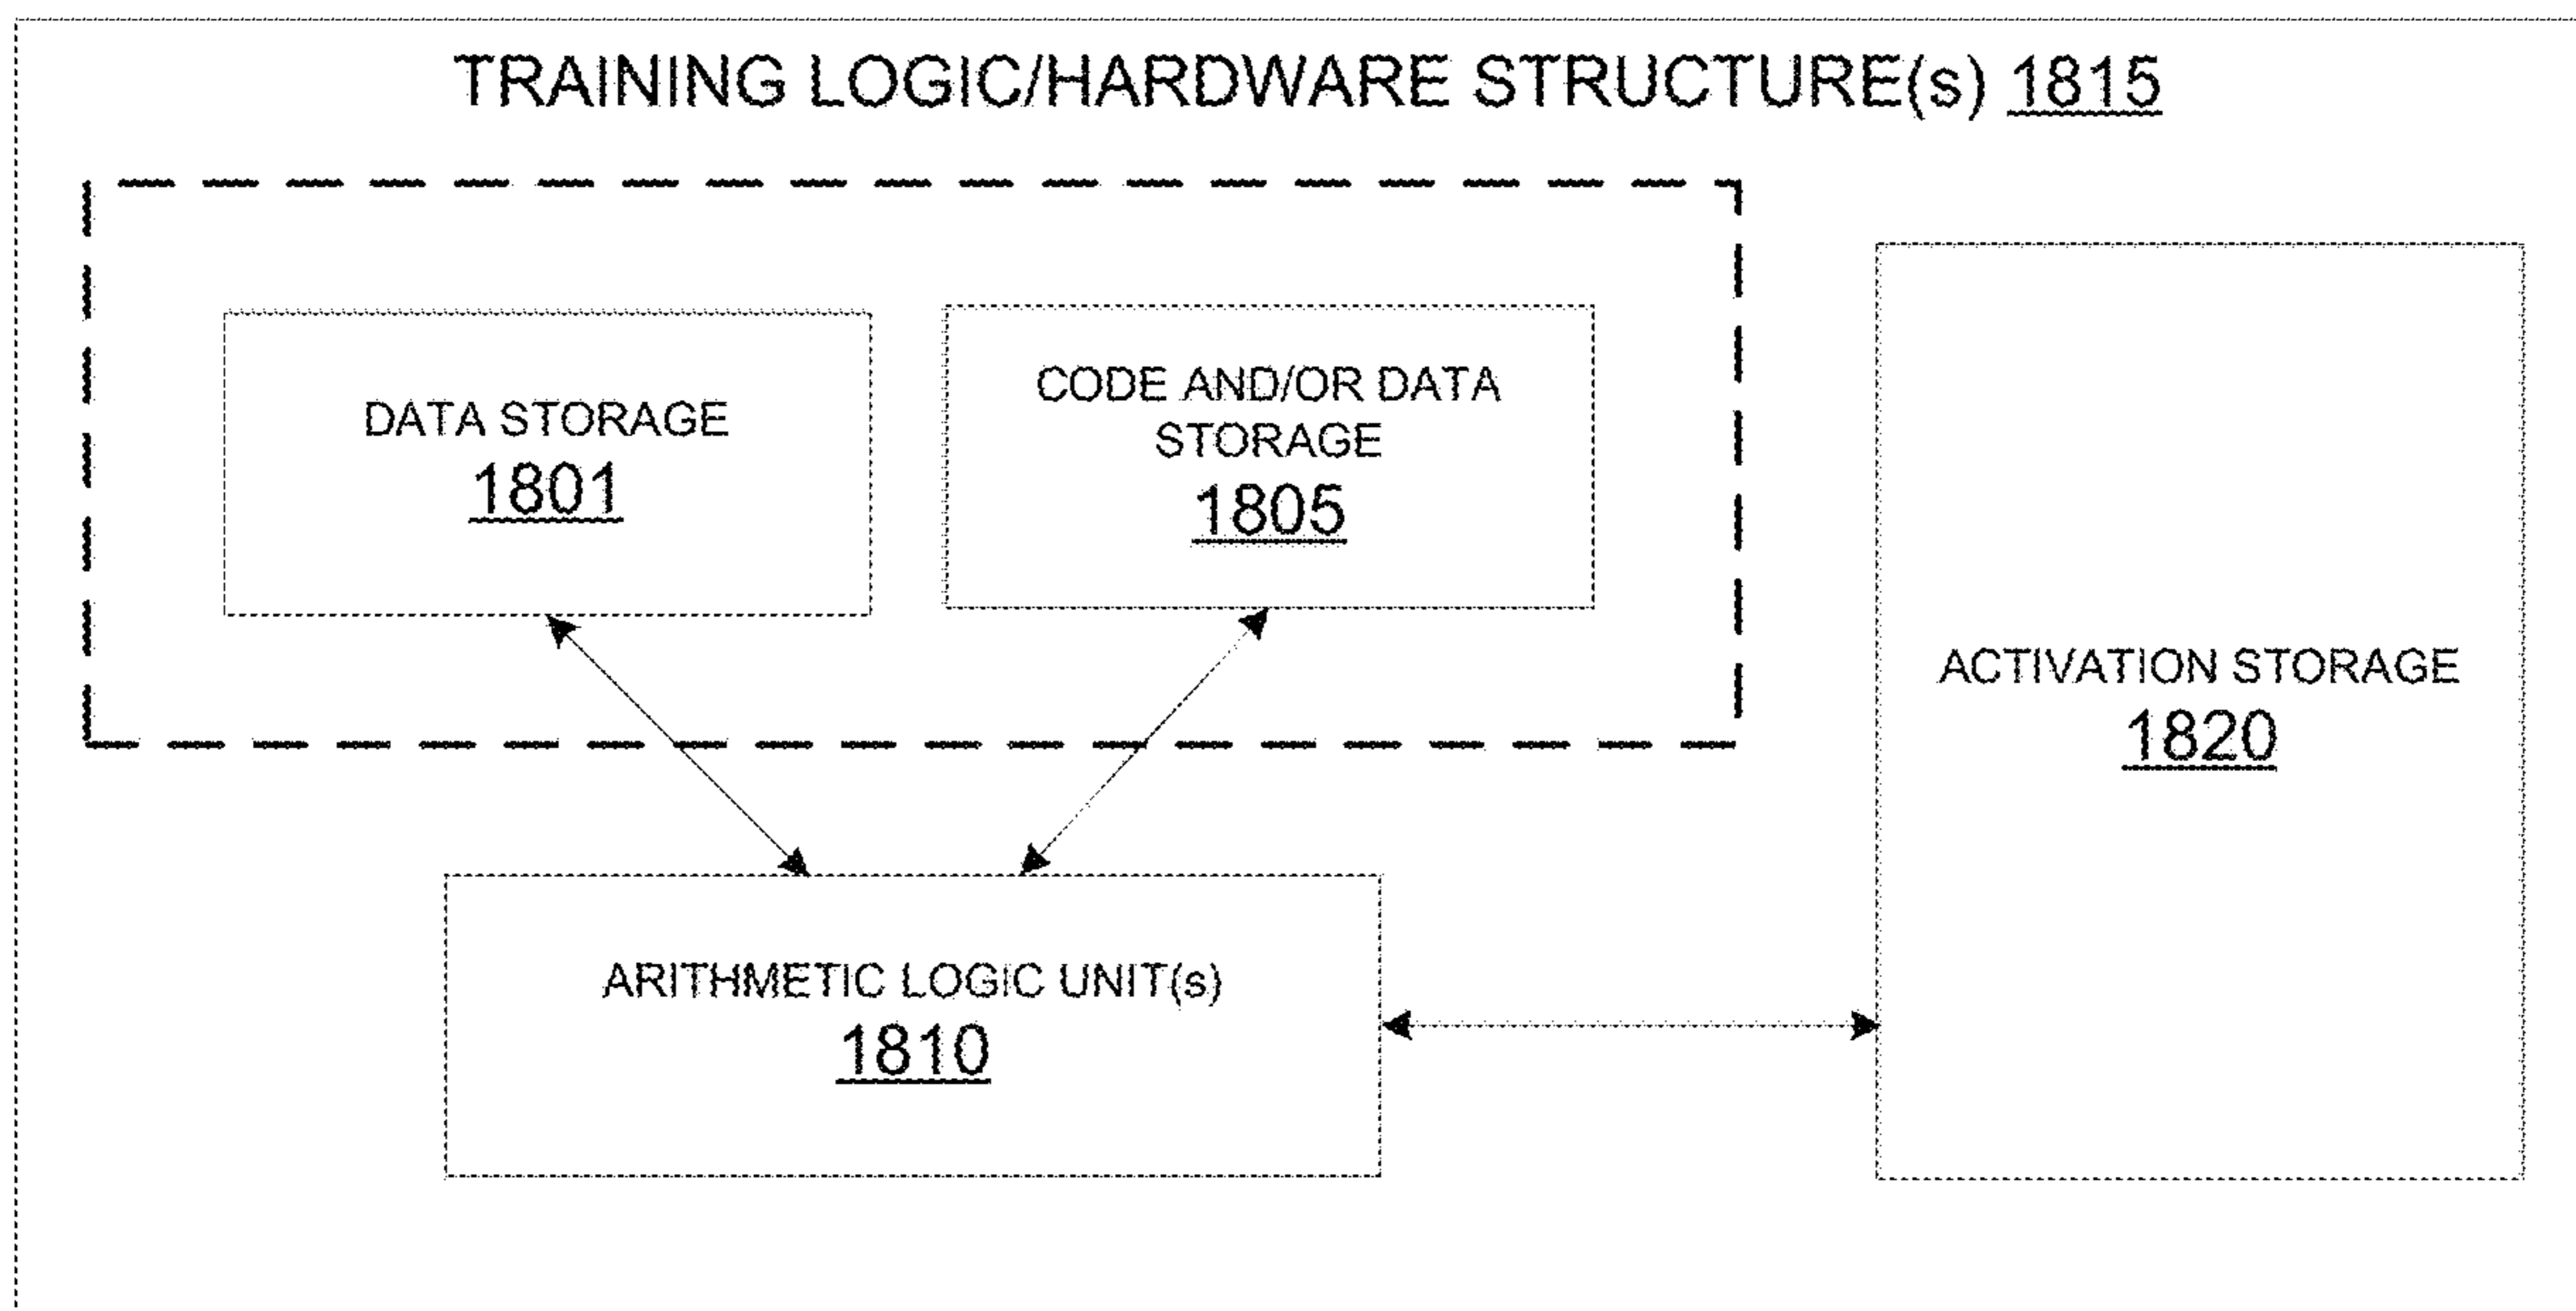 TRAINING LOGIC/HARDWARE STRUCTURE(s) 1815
DATA STORAGE
1801
CODE AND/OR DATA
STORAGE
1805
ACTIVATION STORAGE
1820
ARITHMETIC LOGIC UNIT(s)
1810